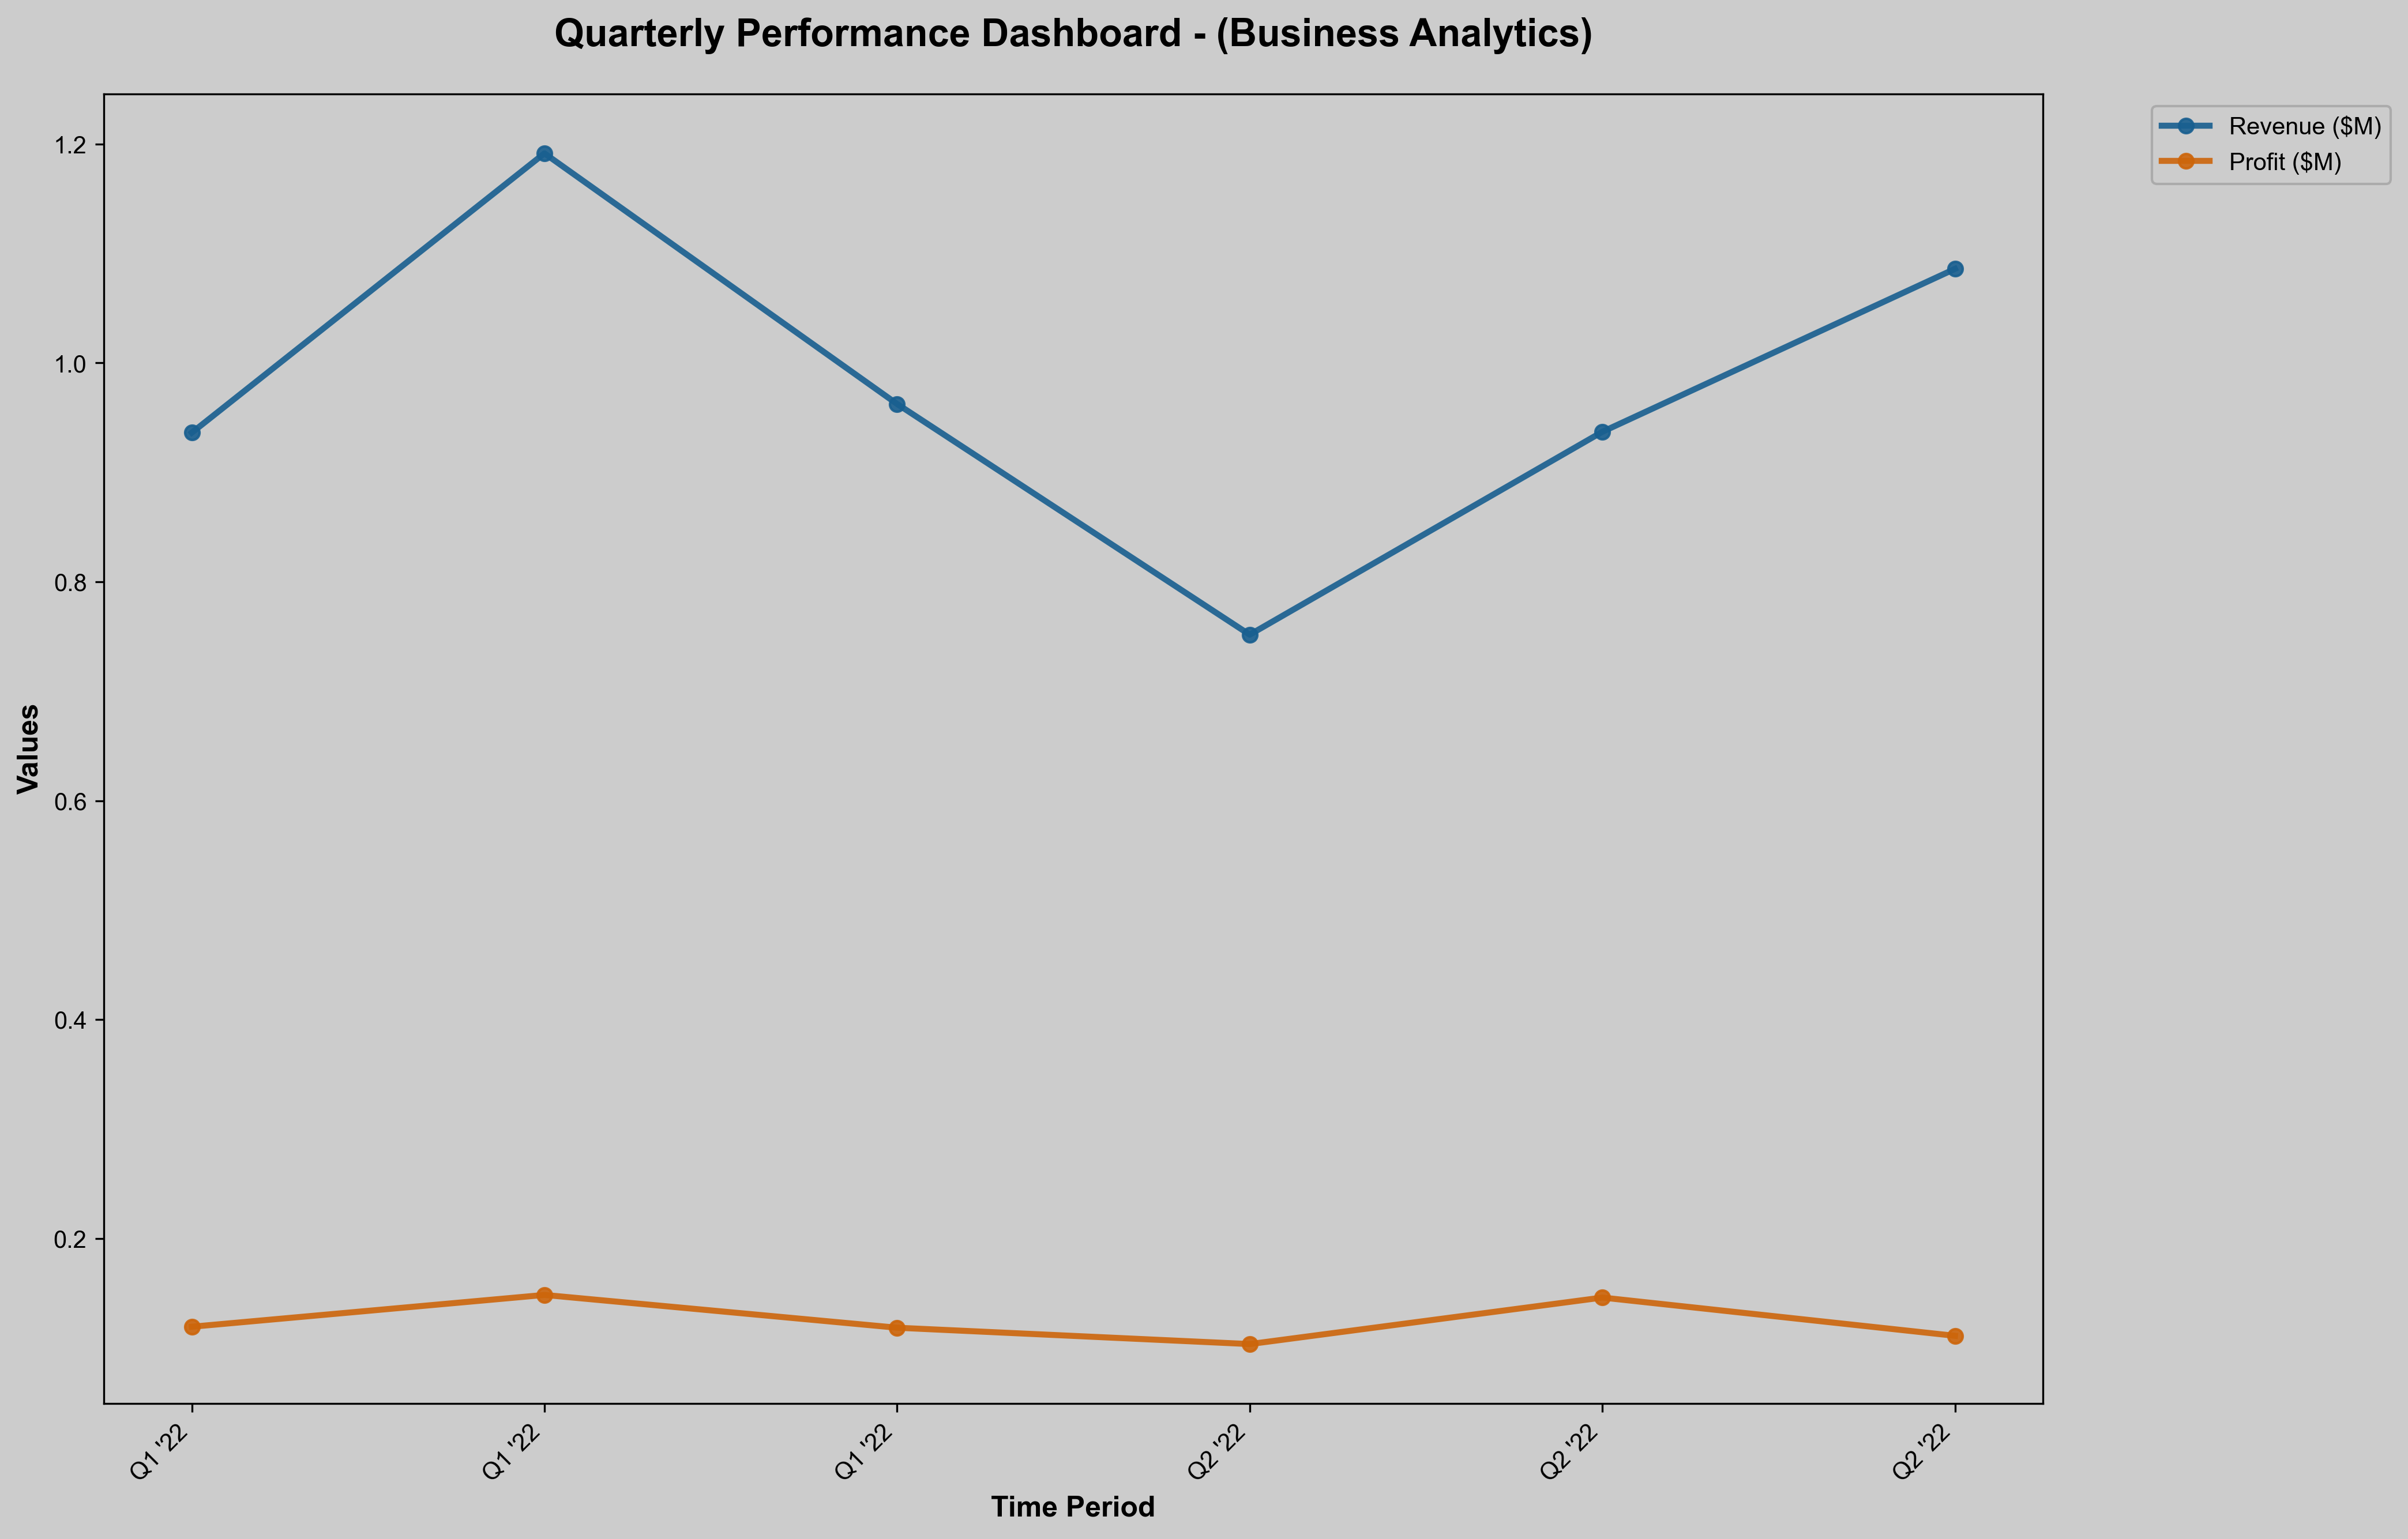 Quarterly Performance Dashboard - (Business Analytics)
Revenue ($M)
Profit ($M)
Values
1.2
1.0
0.8
0.6
0.4
0.2
Q1 '22
Q1 '22
Q1 '22
Q2 '22
Q2 '22
Q2 '22
Time Period